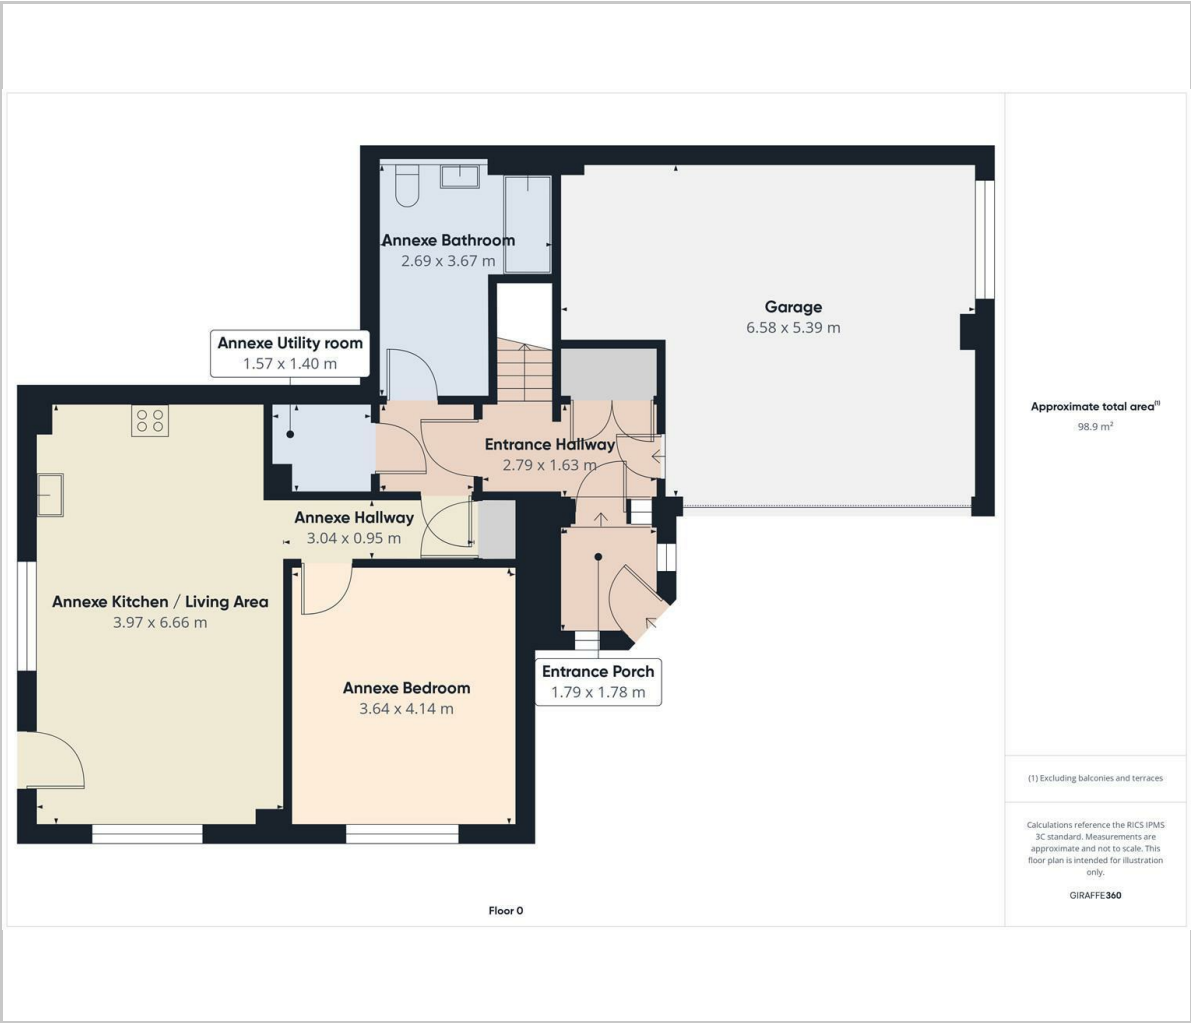 Annexe Bathroom
2.69 x 3.67 m
Garage
6.58 x 5.39 m
Annexe Utility room
1.57 x 1.40 m
Entrance Hallway
2.79 x 1.63 m
Annexe Hallway
3.04 x 0.95 m
Annexe Kitchen / Living Area
3.97 x 6.66 m
Entrance Porch
1.79 x 1.78 m
Annexe Bedroom
3.64 x 4.14 m
Floor 0
Approximate total area(1)
98.9 m²
(1) Excluding balconies and terraces
Calculations reference the RICS IPMS
3C standard. Measurements are
approximate and not to scale. This
floor plan is intended for illustration
only.
GIRAFFE360